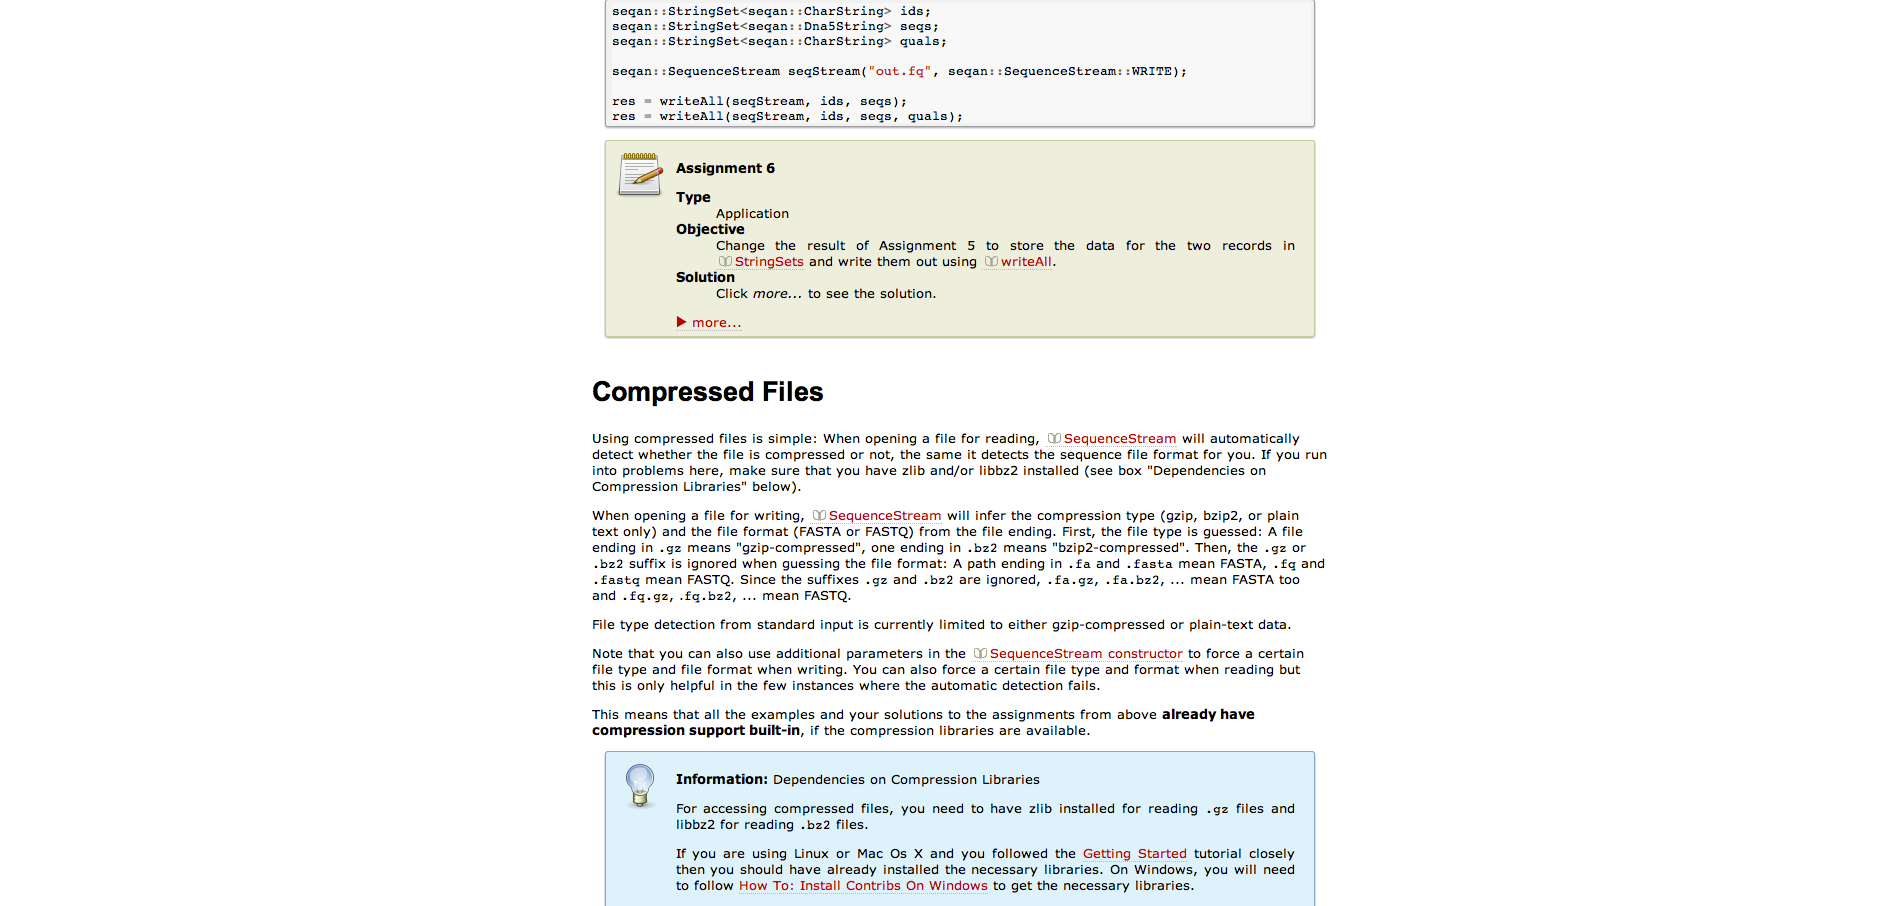 seqan::StringSet<seqan::CharString> ids;
seqan::StringSet<seqan::Dna5String> seqs;
seqan::StringSet<seqan::CharString> quals;
seqan::SequenceStream seqStream("out.fq", seqan::SequenceStream::WRITE);
res = writeAll(seqStream, ids, seqs);
res = writeAll(seqStream, ids, seqs, quals);
Assignment 6
Type
Application
Objective
Change the result of Assignment 5 to store the data for the two records in
StringSets and write them out using writeAll.
Solution
Click more... to see the solution.
more...
Compressed Files
Using compressed files is simple: When opening a file for reading, SequenceStream will automatically
detect whether the file is compressed or not, the same it detects the sequence file format for you. If you run
into problems here, make sure that you have zlib and/or libbz2 installed (see box "Dependencies on
Compression Libraries" below).
When opening a file for writing, SequenceStream will infer the compression type (gzip, bzip2, or plain
text only) and the file format (FASTA or FASTQ) from the file ending. First, the file type is guessed: A file
ending in .gz means "gzip-compressed", one ending in .bz2 means "bzip2-compressed". Then, the .gz or
.bz2 suffix is ignored when guessing the file format: A path ending in .fa and .fasta mean FASTA, .fq and
.fastq mean FASTQ. Since the suffixes .gz and .bz2 are ignored, .fa.gz, .fa.bz2, ... mean FASTA too
and .fq.gz, .fq.bz2, ... mean FASTQ.
File type detection from standard input is currently limited to either gzip-compressed or plain-text data.
Note that you can also use additional parameters in the SequenceStream constructor to force a certain
file type and file format when writing. You can also force a certain file type and format when reading but
this is only helpful in the few instances where the automatic detection fails.
This means that all the examples and your solutions to the assignments from above already have
compression support built-in, if the compression libraries are available.
Information: Dependencies on Compression Libraries
For accessing compressed files, you need to have zlib installed for reading .gz files and
libbz2 for reading .bz2 files.
If you are using Linux or Mac Os X and you followed the Getting Started tutorial closely
then you should have already installed the necessary libraries. On Windows, you will need
to follow How To: Install Contribs On Windows to get the necessary libraries.